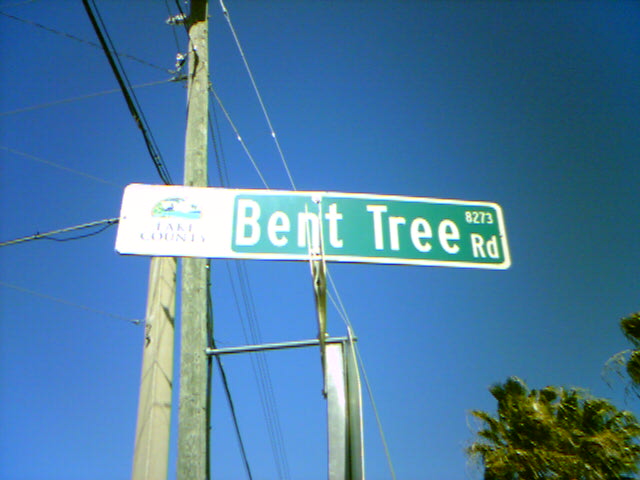 LAKE
COUNTY
Bent Tree Rd
8273